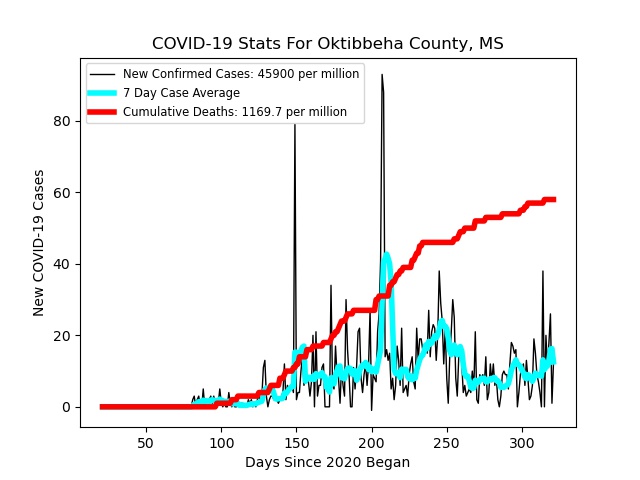 COVID-19 Stats For Oktibbeha County, MS
New Confirmed Cases: 45900 per million
7 Day Case Average
Cumulative Deaths: 1169.7 per million
New COVID-19 Cases
80
60
40
20
0
50 100 150 200 250 300
Days Since 2020 Began